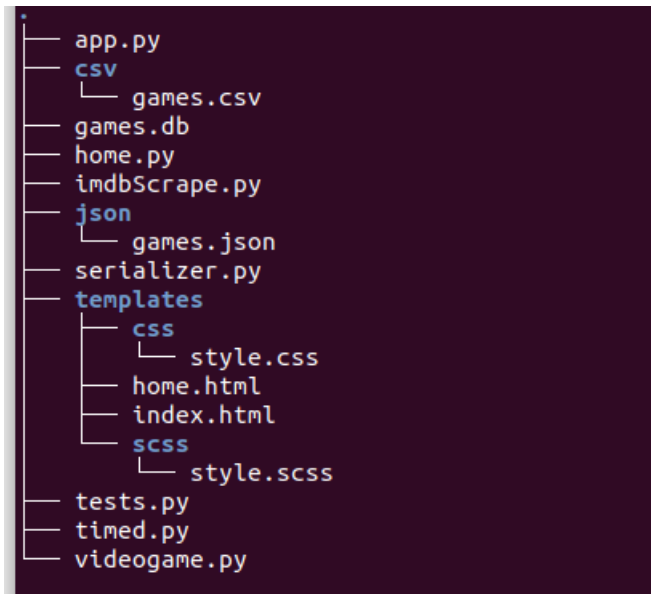 .
├── app.py
├── csv
│   └── games.csv
├── games.db
├── home.py
├── imdbScrape.py
├── json
│   └── games.json
├── serializer.py
├── templates
│   ├── css
│   │   └── style.css
│   ├── home.html
│   ├── index.html
│   └── scss
│       └── style.scss
├── tests.py
├── timed.py
└── videogame.py